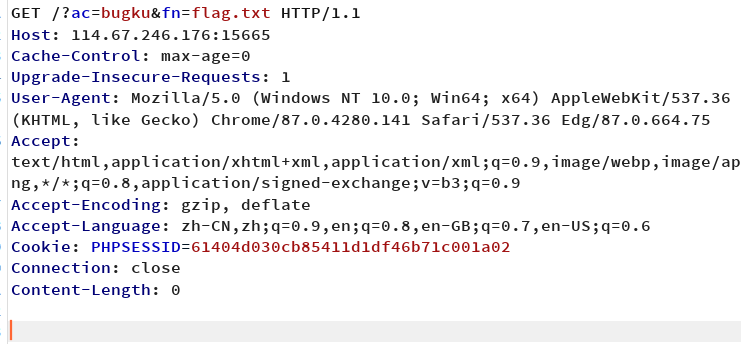 GET /?ac=bugku&fn=flag.txt HTTP/1.1
Host: 114.67.246.176:15665
Cache-Control: max-age=0
Upgrade-Insecure-Requests: 1
User-Agent: Mozilla/5.0 (Windows NT 10.0; Win64; x64) AppleWebKit/537.36
(KHTML, like Gecko) Chrome/87.0.4280.141 Safari/537.36 Edg/87.0.664.75
Accept:
text/html,application/xhtml+xml,application/xml;q=0.9,image/webp,image/ap
ng,*/*;q=0.8,application/signed-exchange;v=b3;q=0.9
Accept-Encoding: gzip, deflate
Accept-Language: zh-CN,zh;q=0.9,en;q=0.8,en-GB;q=0.7,en-US;q=0.6
Cookie: PHPSESSID=61404d030cb85411d1df46b71c001a02
Connection: close
Content-Length: 0